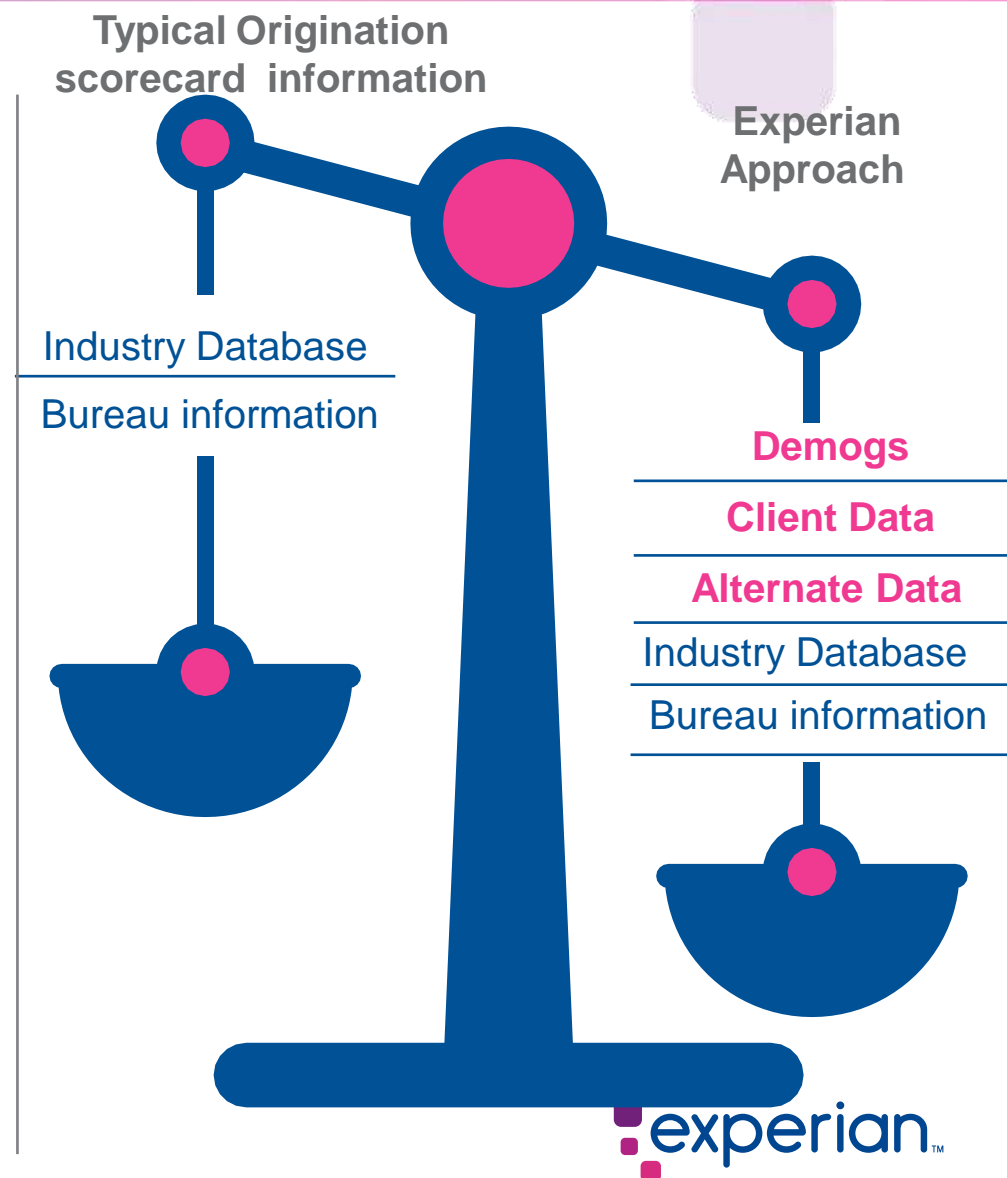 Typical Origination
scorecard information
Experian
Approach
Industry Database
Bureau information
Demogs
Client Data
Alternate Data
Industry Database
Bureau information
experian™